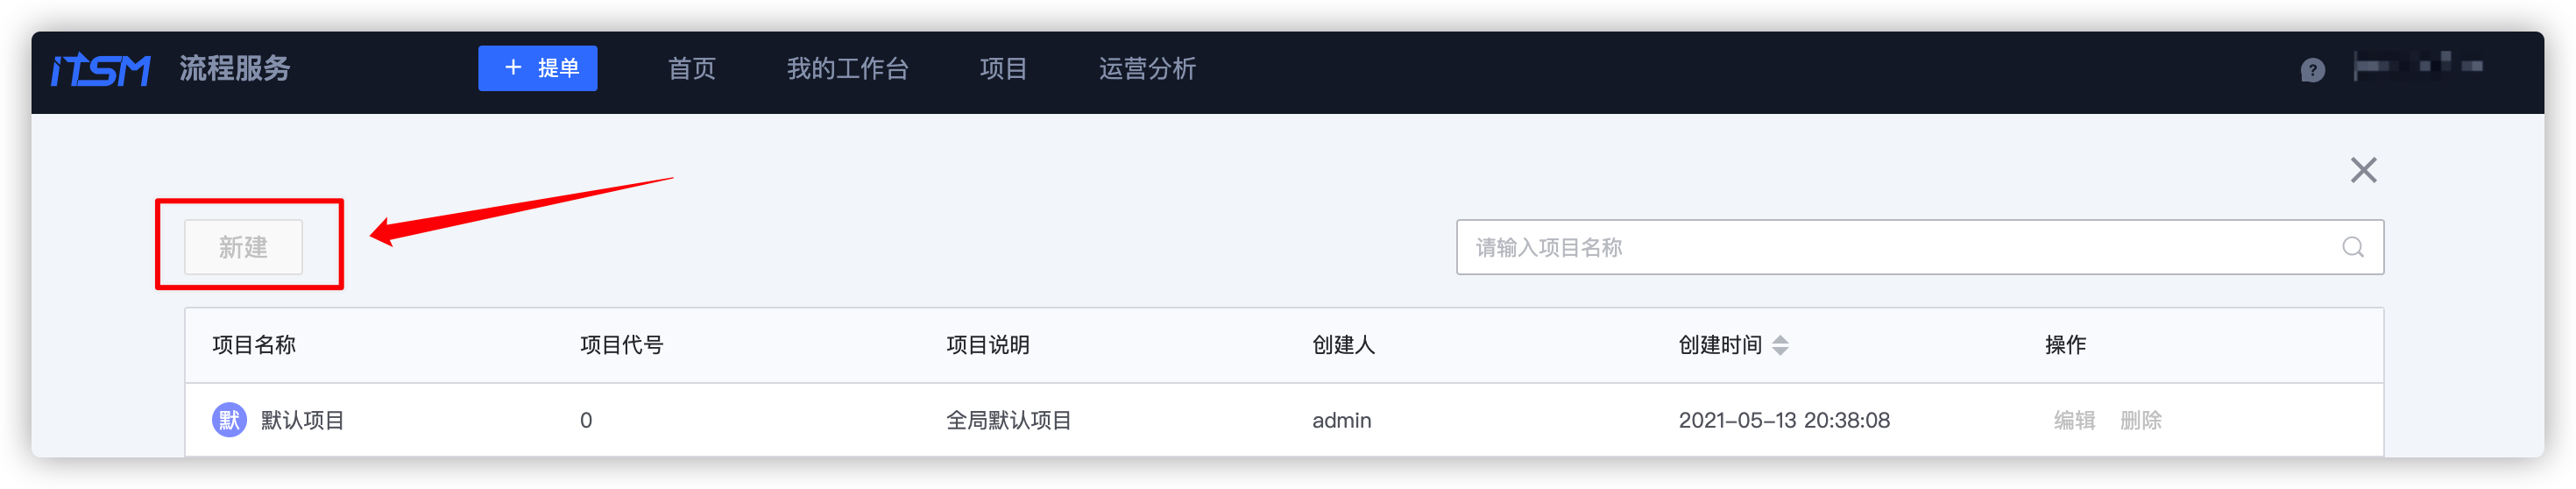 iTSM 流程服务 + 提单 首页 我的工作台 项目 运营分析 ?
新建 请输入项目名称
项目名称 项目代号 项目说明 创建人 创建时间 操作
默 默认项目 0 全局默认项目 admin 2021-05-13 20:38:08 编辑 删除